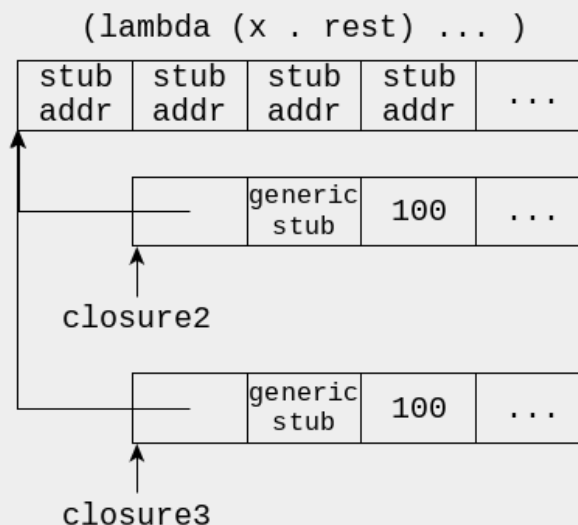 (lambda (x . rest) ... )
stub stub stub stub
addr addr addr addr ...
generic
stub 100 ...
closure2
generic
stub 100 ...
closure3